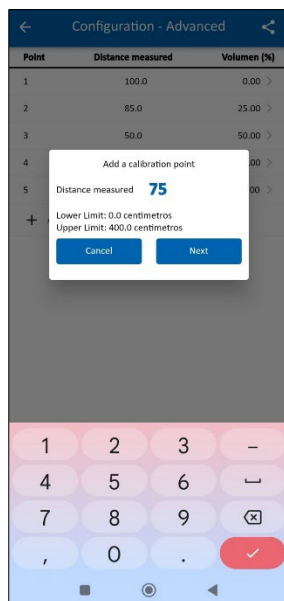 Configuration - Advanced
Point Distance measured Volumen (%)
1 100.0 0.00
2 85.0 25.00
3 50.0 50.00
4 .00
5 00
+
Add a calibration point
Distance measured 75
Lower Limit: 0.0 centimetros
Upper Limit: 400.0 centimetros
Cancel Next
1 2 3 –
4 5 6
7 8 9
, 0 .